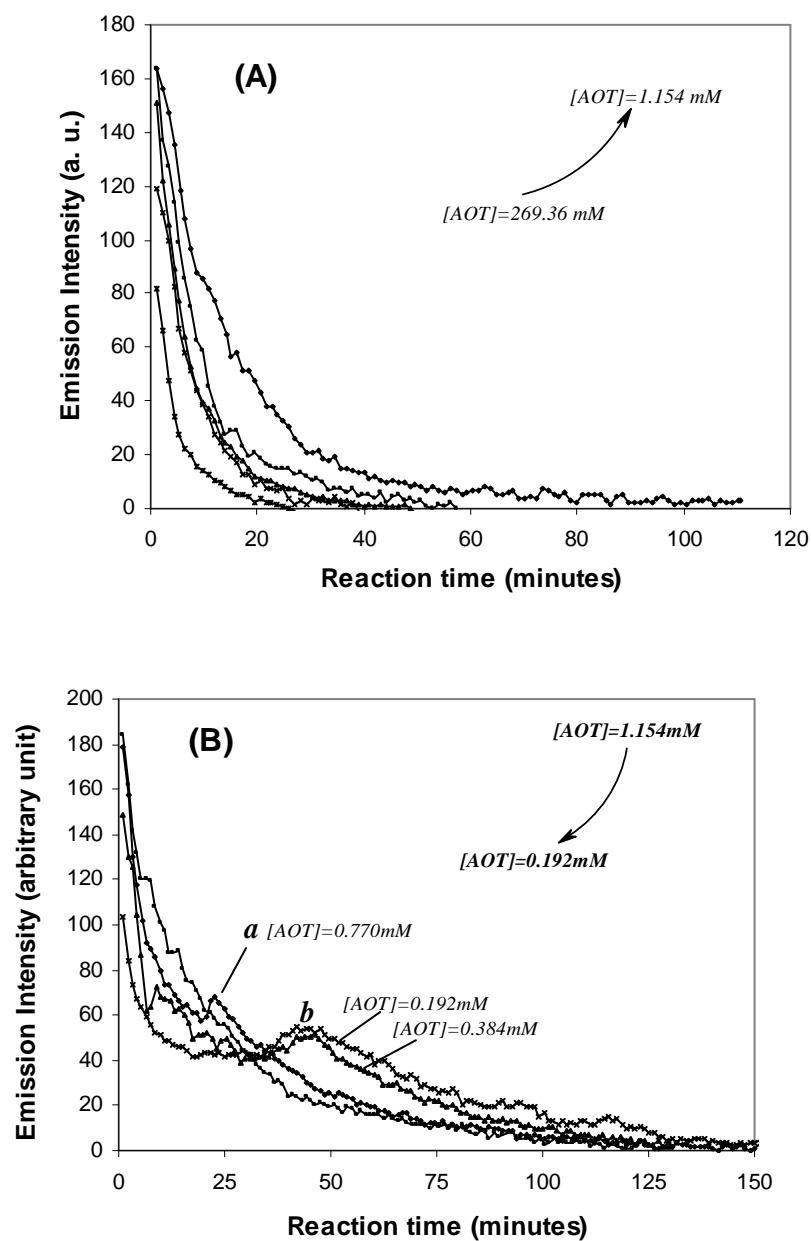 180
160
140
120
100
80
60
40
20
0
Emission Intensity (a. u.)
(A)
[AOT]=1.154 mM
[AOT]=269.36 mM
0 20 40 60 80 100 120
Reaction time (minutes)
200
180
160
140
120
100
80
60
40
20
0
Emission Intensity (arbitrary unit)
(B)
[AOT]=1.154mM
[AOT]=0.192mM
a [AOT]=0.770mM
b [AOT]=0.192mM
[AOT]=0.384mM
0 25 50 75 100 125 150
Reaction time (minutes)